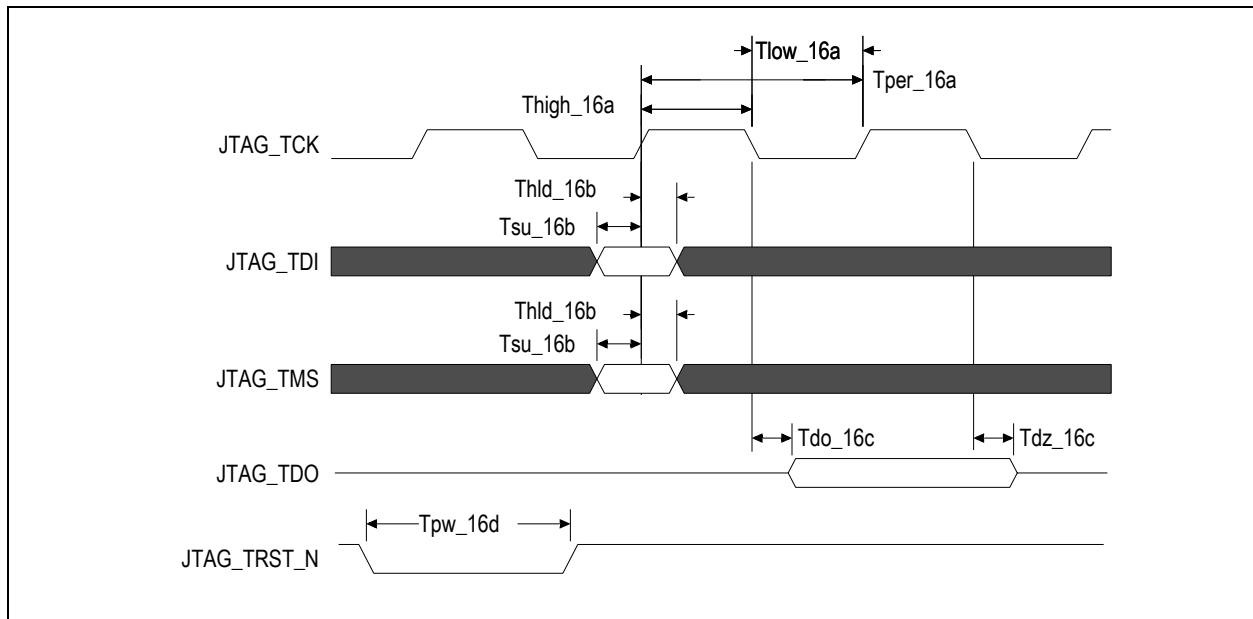 Tlow_16a
Tper_16a
Thigh_16a
JTAG_TCK
Thld_16b
Tsu_16b
JTAG_TDI
Thld_16b
Tsu_16b
JTAG_TMS
Tdo_16c
Tdz_16c
JTAG_TDO
Tpw_16d
JTAG_TRST_N